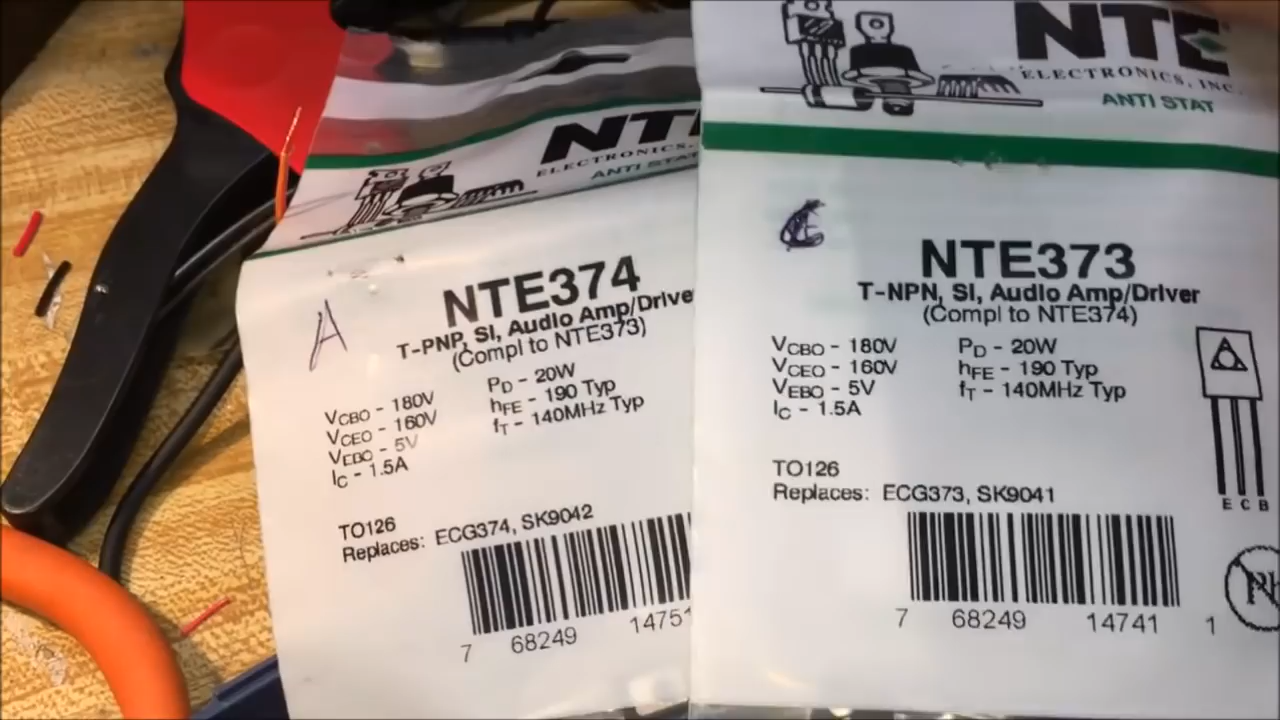 NTE
ELECTRONICS,
ANTI STAT
A
NTE374
T-PNP, SI, Audio Amp/Driver
(Compl to NTE373)
VCBO - 180V
VCEO - 160V
VEBO - 5V
IC - 1.5A
PD - 20W
hFE - 190 Typ
fT - 140MHz Typ
TO126
Replaces: ECG374, SK9042
7 68249 1475
NTE
ELECTRONICS, INC.
ANTI STAT
NTE373
T-NPN, SI, Audio Amp/Driver
(Compl to NTE374)
VCBO - 180V
VCEO - 160V
VEBO - 5V
IC - 1.5A
PD - 20W
hFE - 190 Typ
fT - 140MHz Typ
E C B
TO126
Replaces: ECG373, SK9041
7 68249 14741 1
Pb